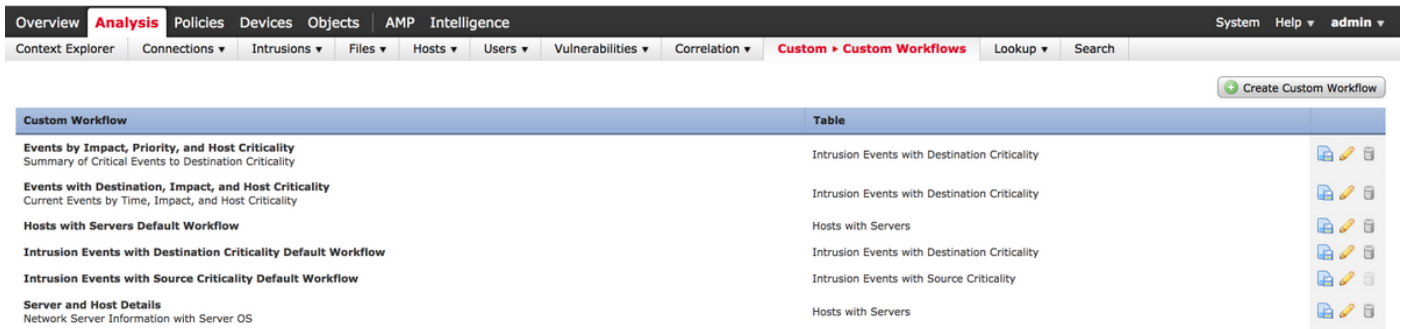 Overview Analysis Policies Devices Objects AMP Intelligence System Help ▾ admin ▾
Context Explorer Connections ▾ Intrusions ▾ Files ▾ Hosts ▾ Users ▾ Vulnerabilities ▾ Correlation ▾ Custom ▸ Custom Workflows Lookup ▾ Search
Create Custom Workflow
Custom Workflow Table
Events by Impact, Priority, and Host Criticality
Summary of Critical Events to Destination Criticality
Intrusion Events with Destination Criticality
Events with Destination, Impact, and Host Criticality
Current Events by Time, Impact, and Host Criticality
Intrusion Events with Destination Criticality
Hosts with Servers Default Workflow Hosts with Servers
Intrusion Events with Destination Criticality Default Workflow Intrusion Events with Destination Criticality
Intrusion Events with Source Criticality Default Workflow Intrusion Events with Source Criticality
Server and Host Details
Network Server Information with Server OS
Hosts with Servers